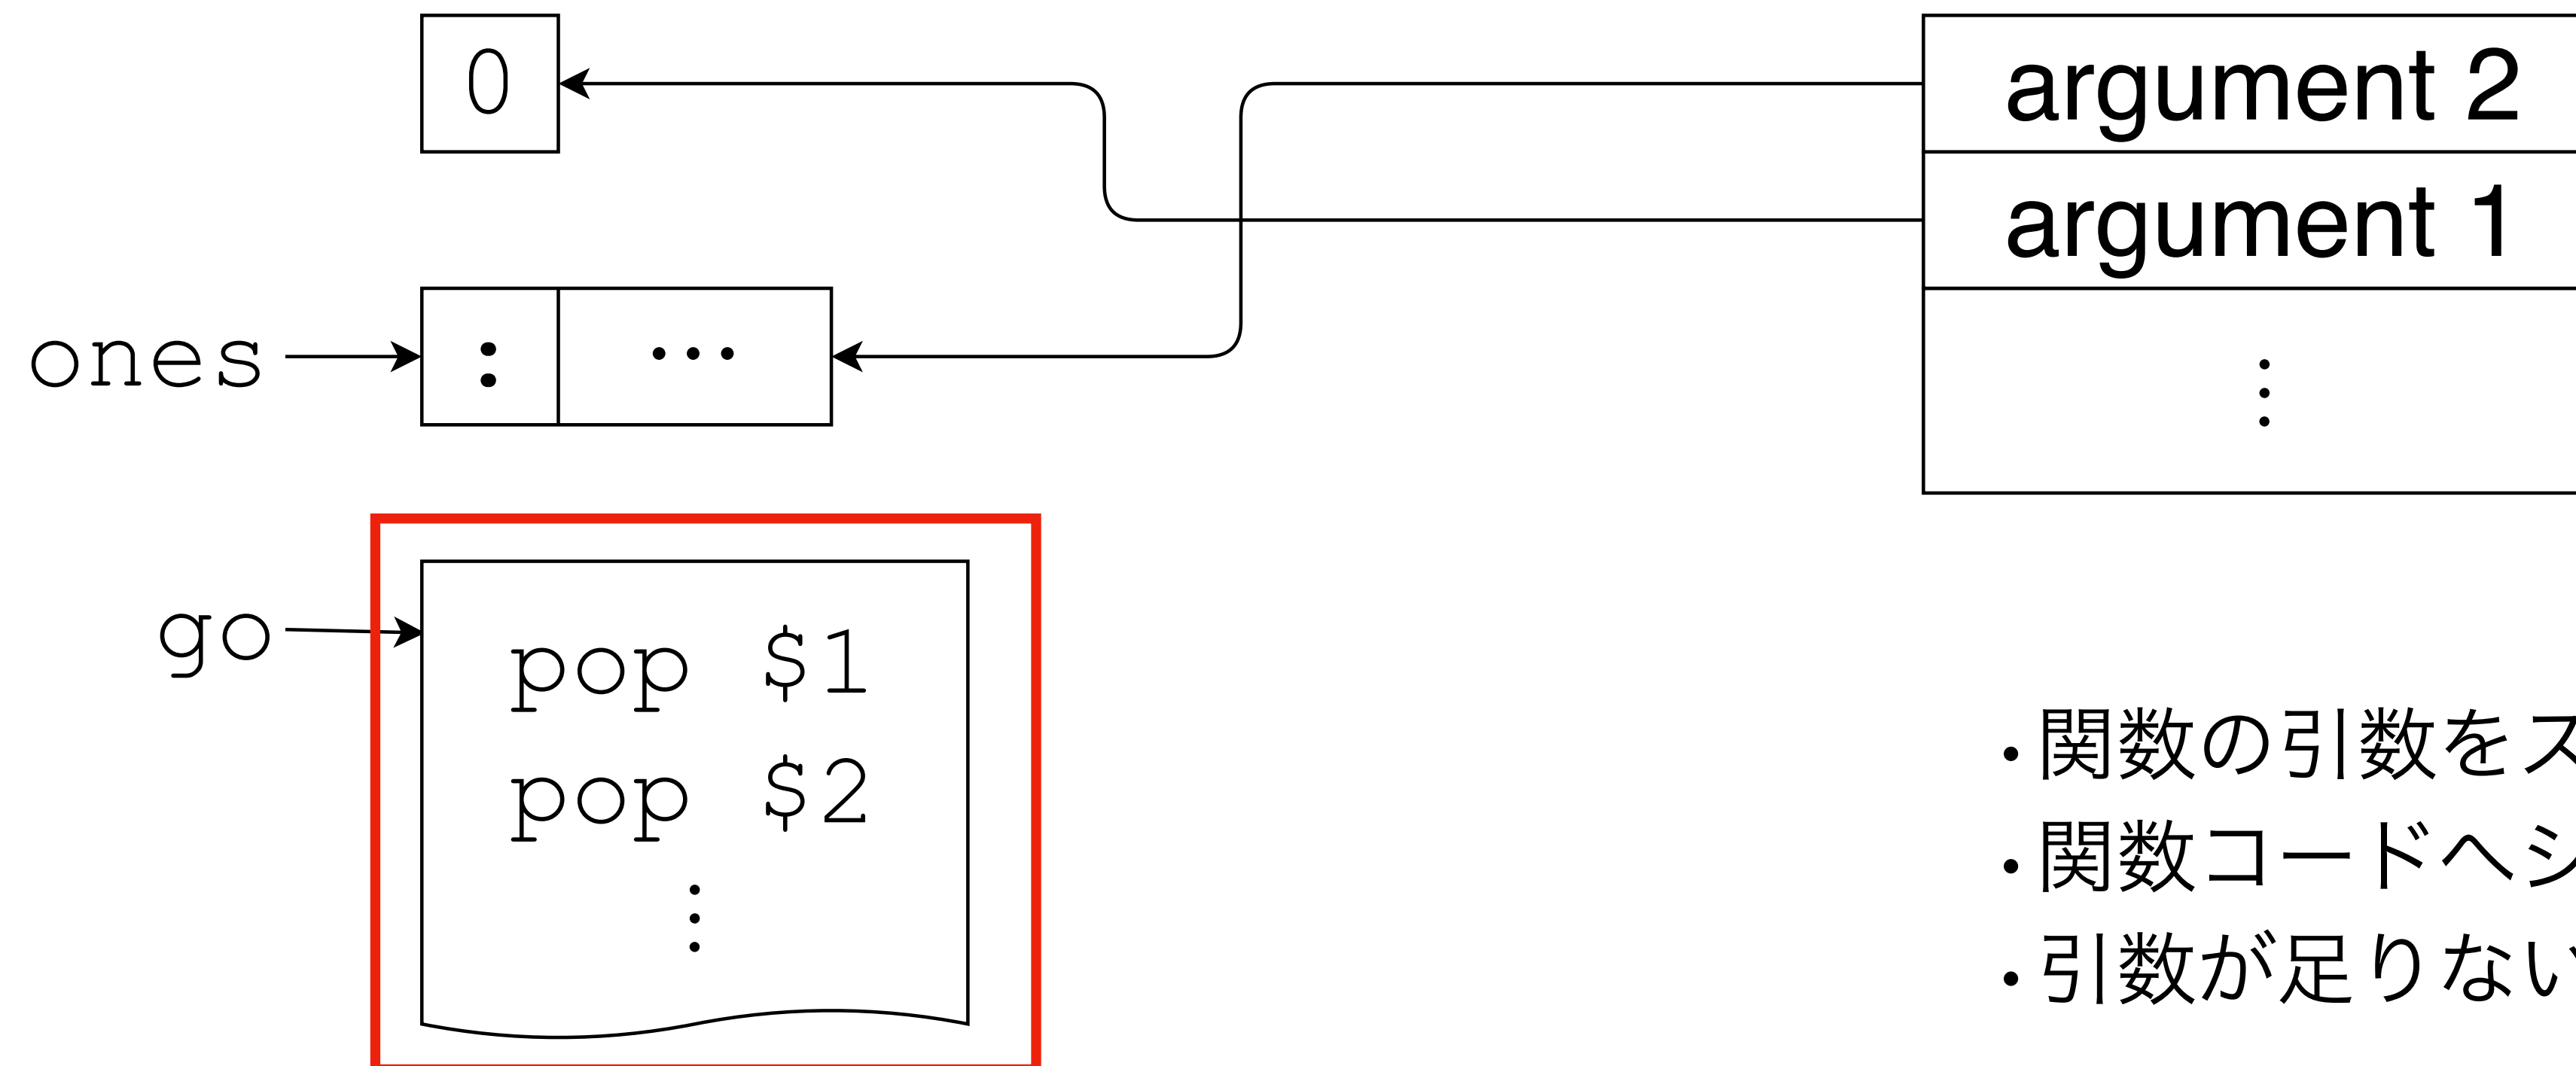 0
argument 2
argument 1
⋮
ones
: ...
go
pop $1
pop $2
⋮
・関数の引数をス
・関数コードへシ
・引数が足りない